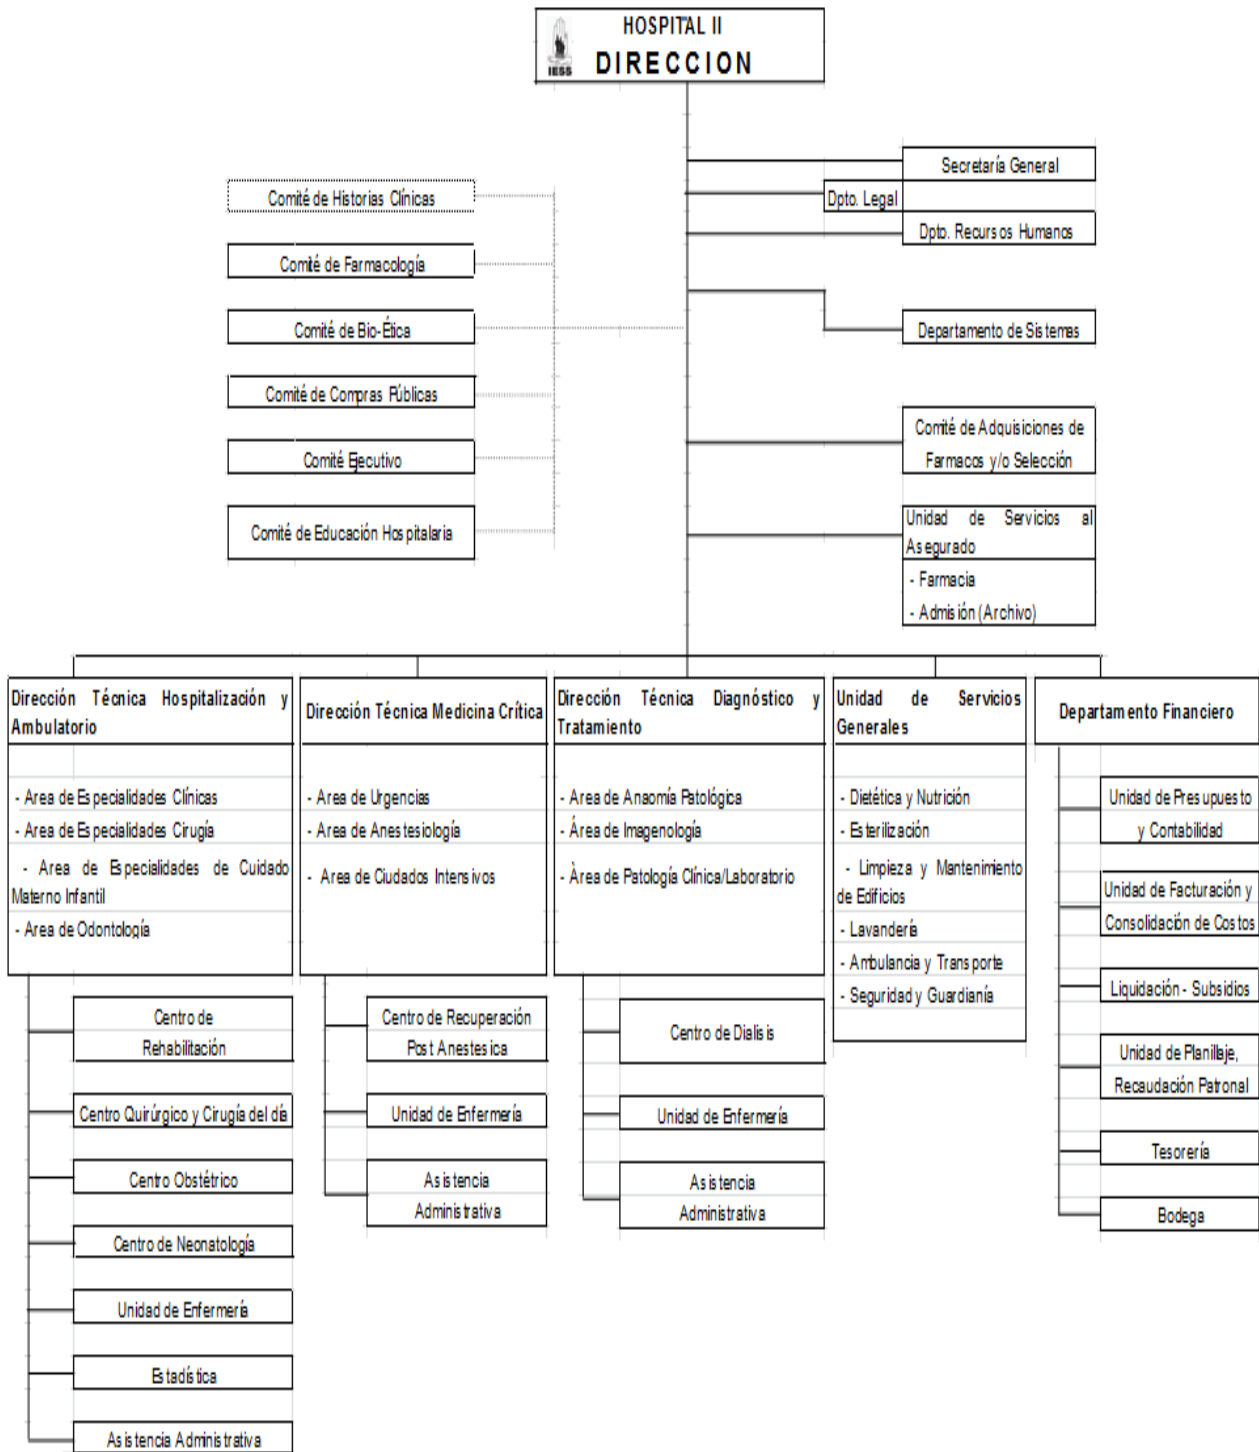 HOSPITAL II
IESS
DIRECCION
Secretaría General
Dpto. Legal
Dpto. Recursos Humanos
Departamento de Sistemas
Comité de Adquisiciones de
Farmacos y/o Selección
Unidad de Servicios al
Asegurado
- Farmacia
- Admisión (Archivo)
Comité de Historias Clínicas
Comité de Farmacología
Comité de Bio-Ética
Comité de Compras Públicas
Comité Ejecutivo
Comité de Educación Hospitalaria
Dirección Técnica Hospitalización y
Ambulatorio
- Area de Especialidades Clínicas
- Area de Especialidades Cirugía
- Area de Especialidades de Cuidado
Materno Infantil
- Area de Odontología
Centro de
Rehabilitación
Centro Quirúrgico y Cirugía del día
Centro Obstétrico
Centro de Neonatología
Unidad de Enfermería
Estadística
Asistencia Administrativa
Dirección Técnica Medicina Crítica
- Area de Urgencias
- Area de Anestesiología
- Area de Ciudados Intensivos
Centro de Recuperación
Post Anestesica
Unidad de Enfermería
Asistencia
Administrativa
Dirección Técnica Diagnóstico y
Tratamiento
- Area de Anaomía Patológica
- Área de Imagenología
- Àrea de Patología Clínica/Laboratorio
Centro de Dialisis
Unidad de Enfermería
Asistencia
Administrativa
Unidad de Servicios
Generales
- Dietética y Nutrición
- Esterilización
- Limpieza y Mantenimiento
de Edificios
- Lavandería
- Ambulancia y Transporte
- Seguridad y Guardianía
Departamento Financiero
Unidad de Presupuesto
y Contabilidad
Unidad de Facturación y
Consolidación de Costos
Liquidación - Subsidios
Unidad de Planillaje,
Recaudación Patronal
Tesorería
Bodega